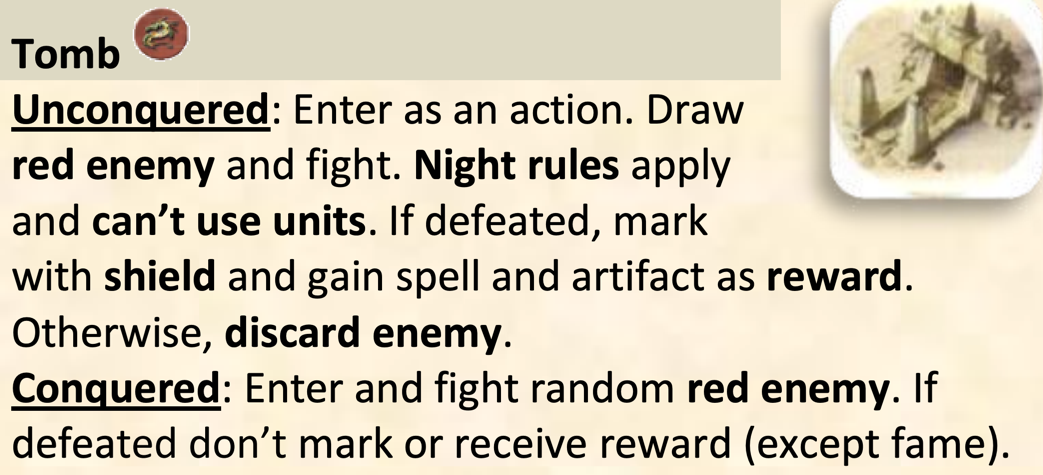 Tomb
Unconquered: Enter as an action. Draw
red enemy and fight. Night rules apply
and can’t use units. If defeated, mark
with shield and gain spell and artifact as reward.
Otherwise, discard enemy.
Conquered: Enter and fight random red enemy. If
defeated don’t mark or receive reward (except fame).